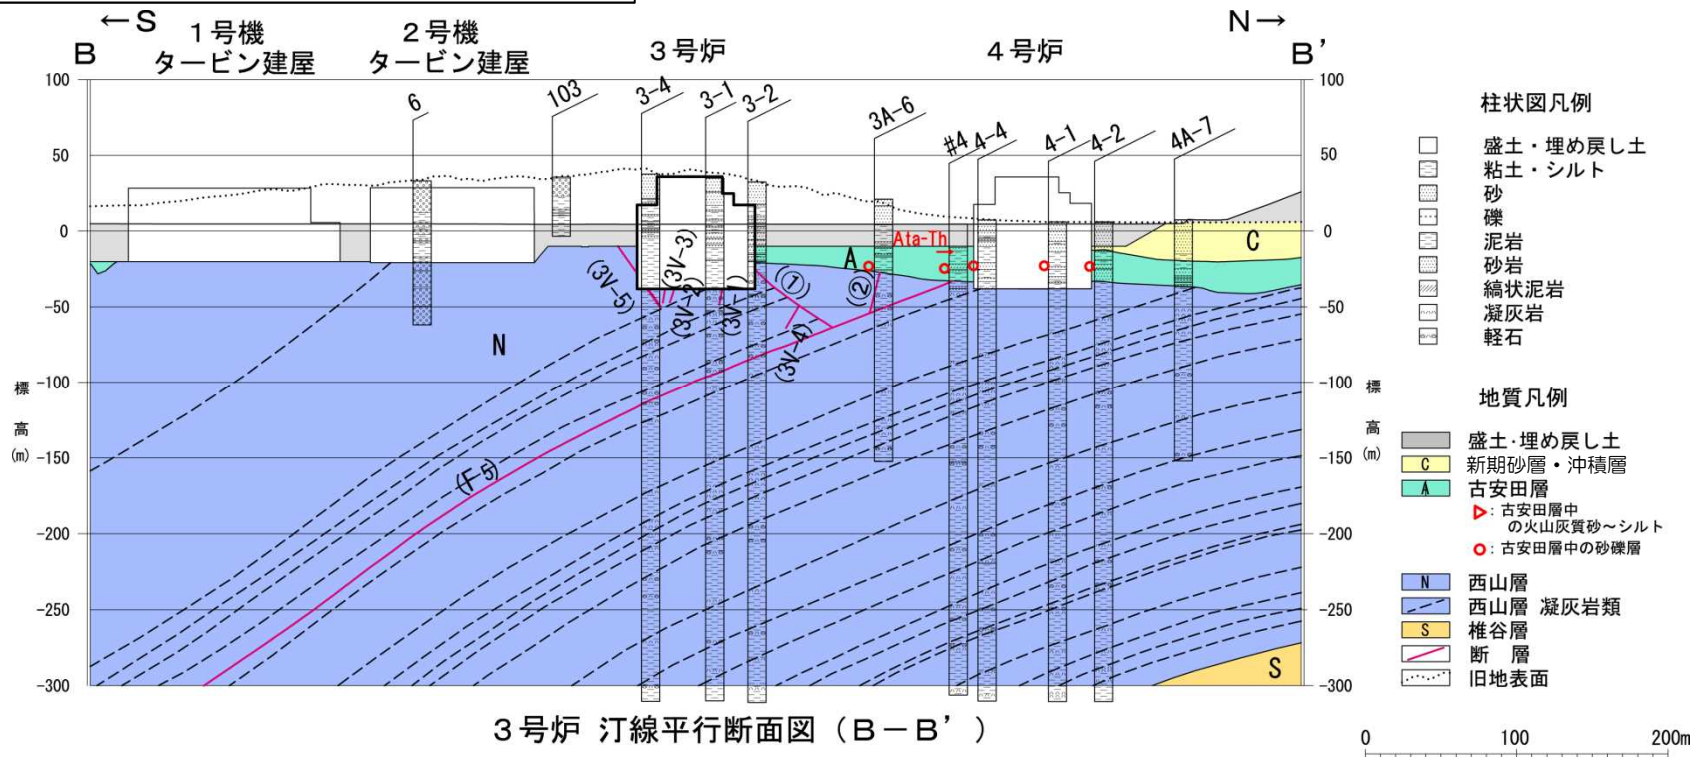 ←S
N→
B
１号機
タービン建屋
２号機
タービン建屋
３号炉
４号炉
B’
6
103
3-4
3-1
3-2
3A-6
#4
4-4
4-1
4-2
4A-7
100
50
0
-50
-100
-150
-200
-250
-300
標
高
(m)
100
50
0
-50
-100
-150
-200
-250
-300
標
高
(m)
Ata-Th
A
C
N
S
(3V-5)
(3V-3)
(3V-2)
(3V-1)
(①)
(②)
(3V-4)
(F-5)
柱状図凡例
盛土・埋め戻し土
粘土・シルト
砂
礫
泥岩
砂岩
縞状泥岩
凝灰岩
軽石
地質凡例
盛土・埋め戻し土
C 新期砂層・沖積層
A 古安田層
：古安田層中
の火山灰質砂～シルト
：古安田層中の砂礫層
N 西山層
西山層 凝灰岩類
S 椎谷層
断　層
旧地表面
３号炉 汀線平行断面図（Ｂ－Ｂ’）
0 100 200m